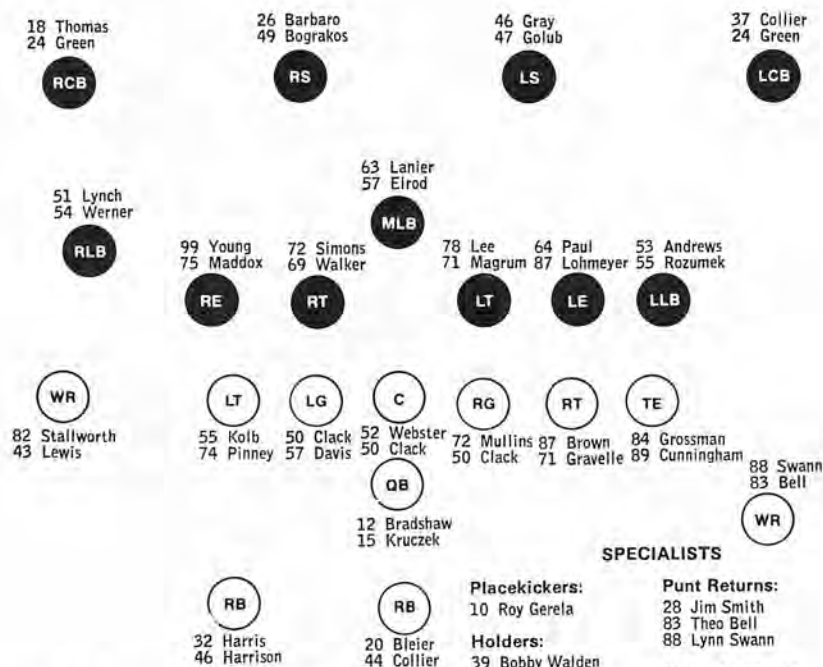 18 Thomas
24 Green
RCB
26 Barbaro
49 Bograkos
RS
46 Gray
47 Golub
LS
37 Collier
24 Green
LCB
51 Lynch
54 Werner
RLB
63 Lanier
57 Elrod
MLB
99 Young
75 Maddox
RE
72 Simons
69 Walker
RT
78 Lee
71 Magrum
LT
64 Paul
87 Lohmeyer
LE
53 Andrews
55 Rozumek
LLB
WR
82 Stallworth
43 Lewis
LT
55 Kolb
74 Pinney
LG
50 Clack
57 Davis
C
52 Webster
50 Clack
RG
72 Mullins
50 Clack
RT
87 Brown
71 Gravelle
TE
84 Grossman
89 Cunningham
88 Swann
83 Bell
WR
QB
12 Bradshaw
15 Kruczek
RB
32 Harris
46 Harrison
RB
20 Bleier
44 Collier
SPECIALISTS
Placekickers:
10 Roy Gerela
Holders:
39 Bobby Walden
Punt Returns:
28 Jim Smith
83 Theo Bell
88 Lynn Swann